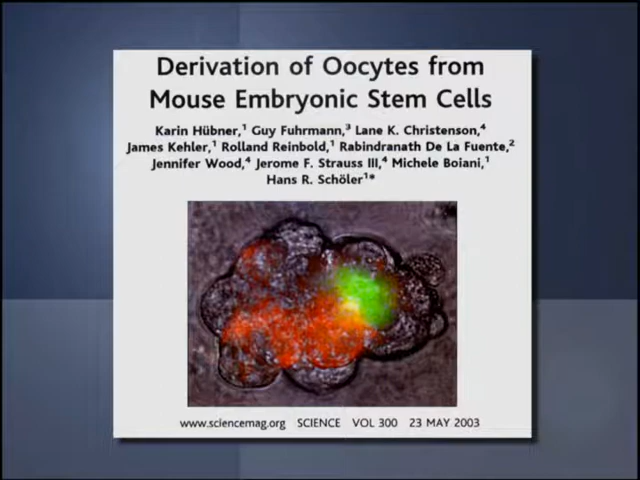 Derivation of Oocytes from
Mouse Embryonic Stem Cells
Karin Hübner,¹ Guy Fuhrmann,³ Lane K. Christenson,⁴
James Kehler,¹ Rolland Reinbold,¹ Rabindranath De La Fuente,²
Jennifer Wood,⁴ Jerome F. Strauss III,⁴ Michele Boiani,¹
Hans R. Schöler¹*
www.sciencemag.org SCIENCE VOL 300 23 MAY 2003